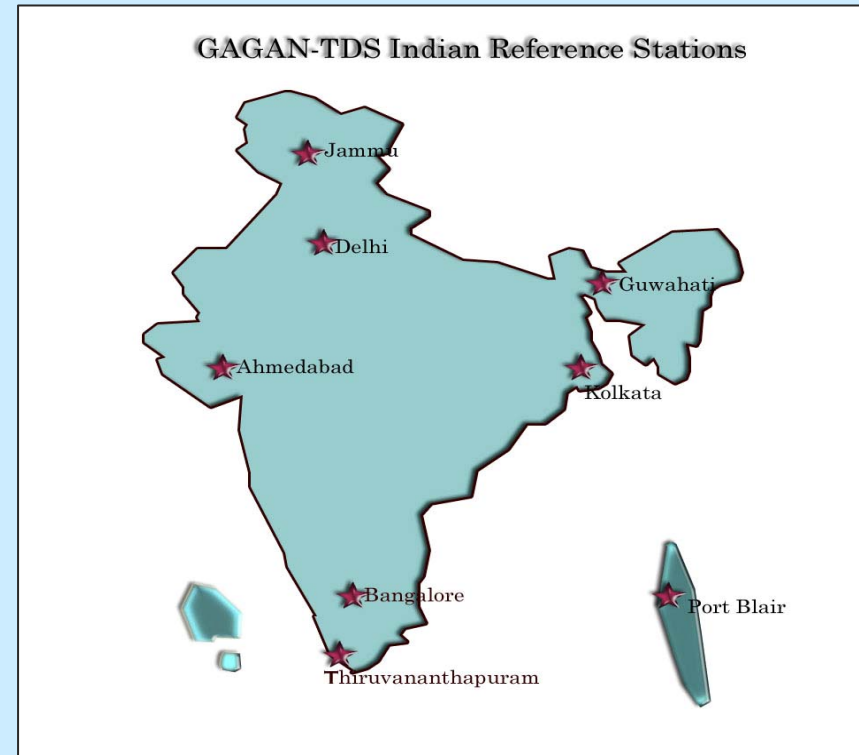 GAGAN-TDS Indian Reference Stations
Jammu
Delhi
Guwahati
Ahmedabad
Kolkata
Bangalore
Port Blair
Thiruvananthapuram